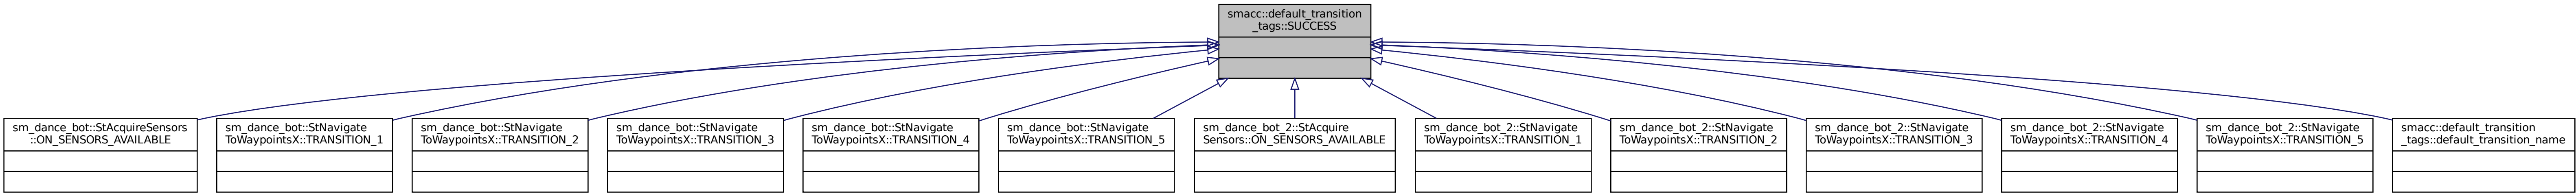 smacc::default_transition
_tags::SUCCESS
sm_dance_bot::StAcquireSensors
::ON_SENSORS_AVAILABLE
sm_dance_bot::StNavigate
ToWaypointsX::TRANSITION_1
sm_dance_bot::StNavigate
ToWaypointsX::TRANSITION_2
sm_dance_bot::StNavigate
ToWaypointsX::TRANSITION_3
sm_dance_bot::StNavigate
ToWaypointsX::TRANSITION_4
sm_dance_bot::StNavigate
ToWaypointsX::TRANSITION_5
sm_dance_bot_2::StAcquire
Sensors::ON_SENSORS_AVAILABLE
sm_dance_bot_2::StNavigate
ToWaypointsX::TRANSITION_1
sm_dance_bot_2::StNavigate
ToWaypointsX::TRANSITION_2
sm_dance_bot_2::StNavigate
ToWaypointsX::TRANSITION_3
sm_dance_bot_2::StNavigate
ToWaypointsX::TRANSITION_4
sm_dance_bot_2::StNavigate
ToWaypointsX::TRANSITION_5
smacc::default_transition
_tags::default_transition_name